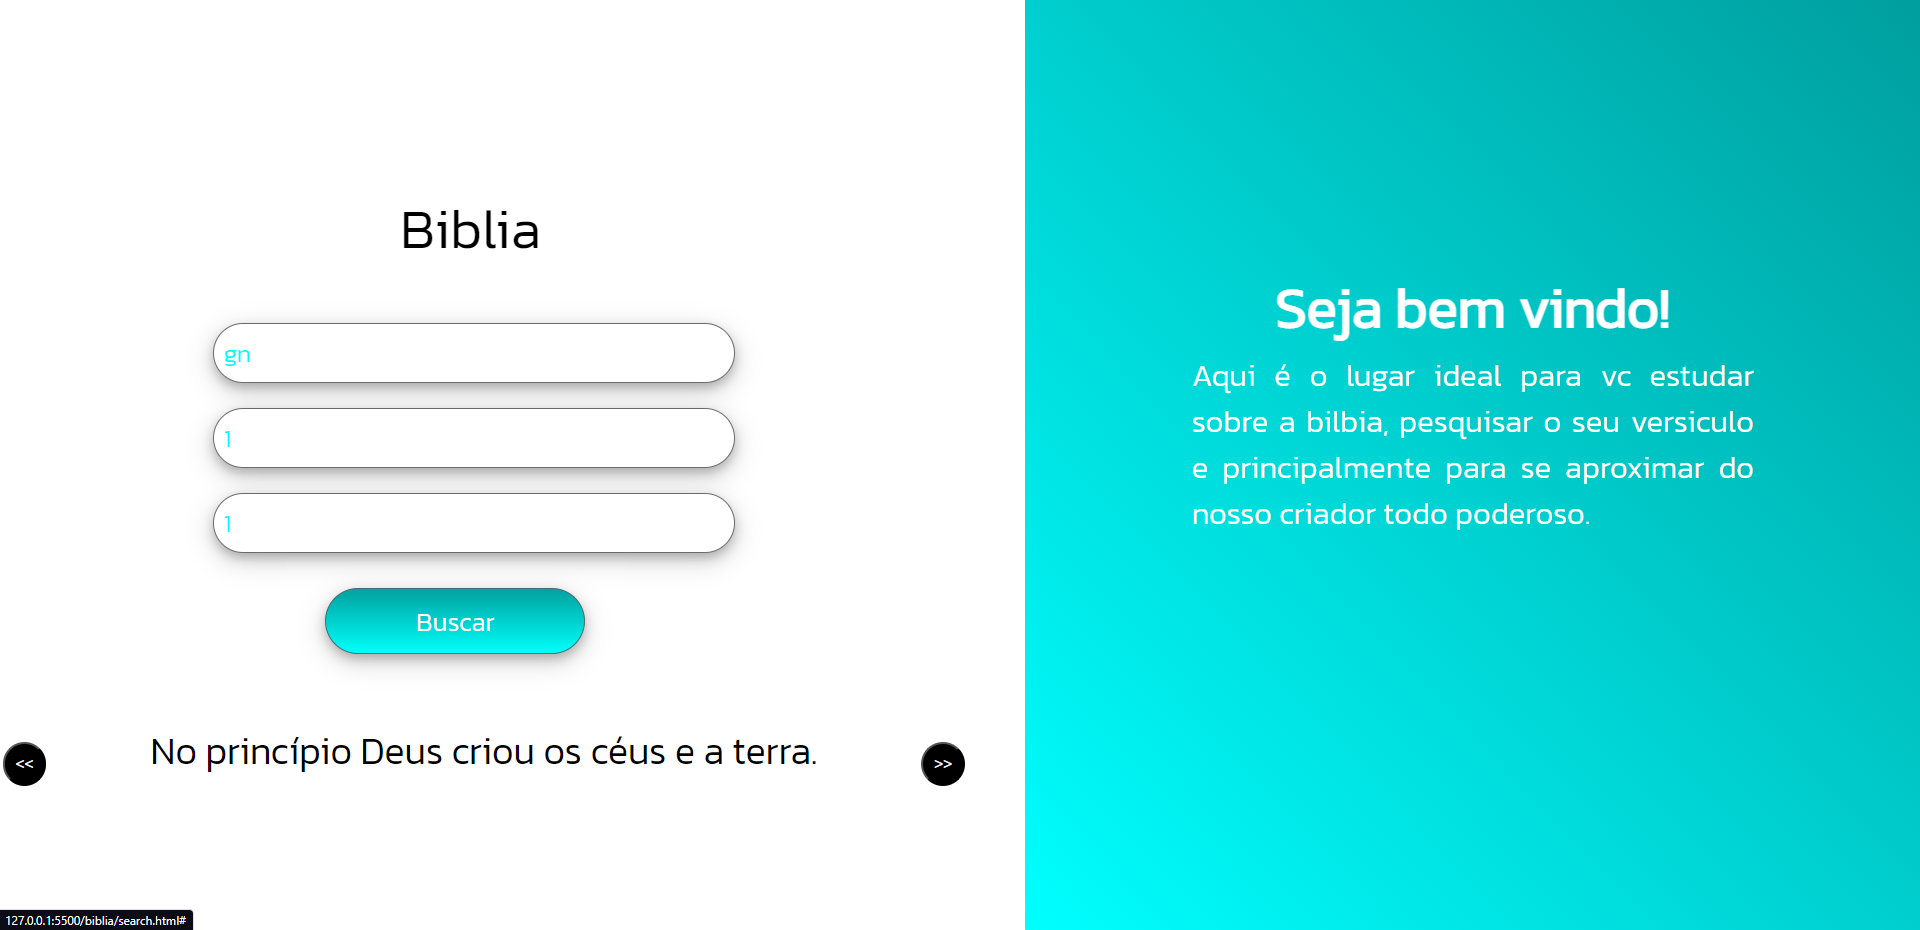 Biblia
gn
1
1
Buscar
<<
No princípio Deus criou os céus e a terra.
>>
127.0.0.1:5500/biblia/search.html#
Seja bem vindo!
Aqui é o lugar ideal para vc estudar
sobre a bilbia, pesquisar o seu versiculo
e principalmente para se aproximar do
nosso criador todo poderoso.